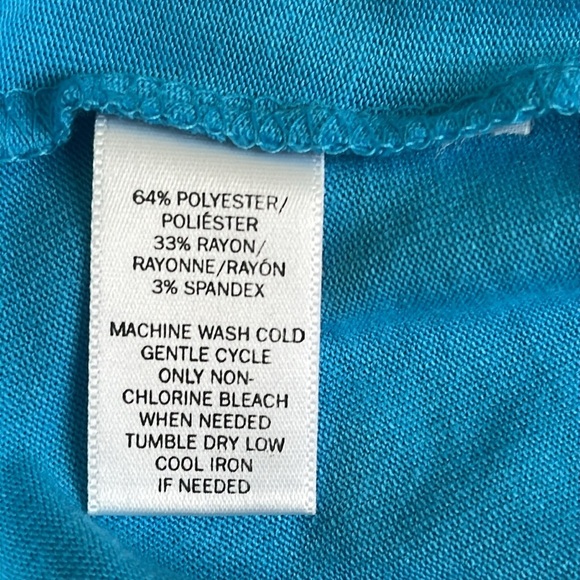 64% POLYESTER/
POLIÉSTER
33% RAYON/
RAYONNE/RAYÓN
3% SPANDEX
MACHINE WASH COLD
GENTLE CYCLE
ONLY NON-
CHLORINE BLEACH
WHEN NEEDED
TUMBLE DRY LOW
COOL IRON
IF NEEDED